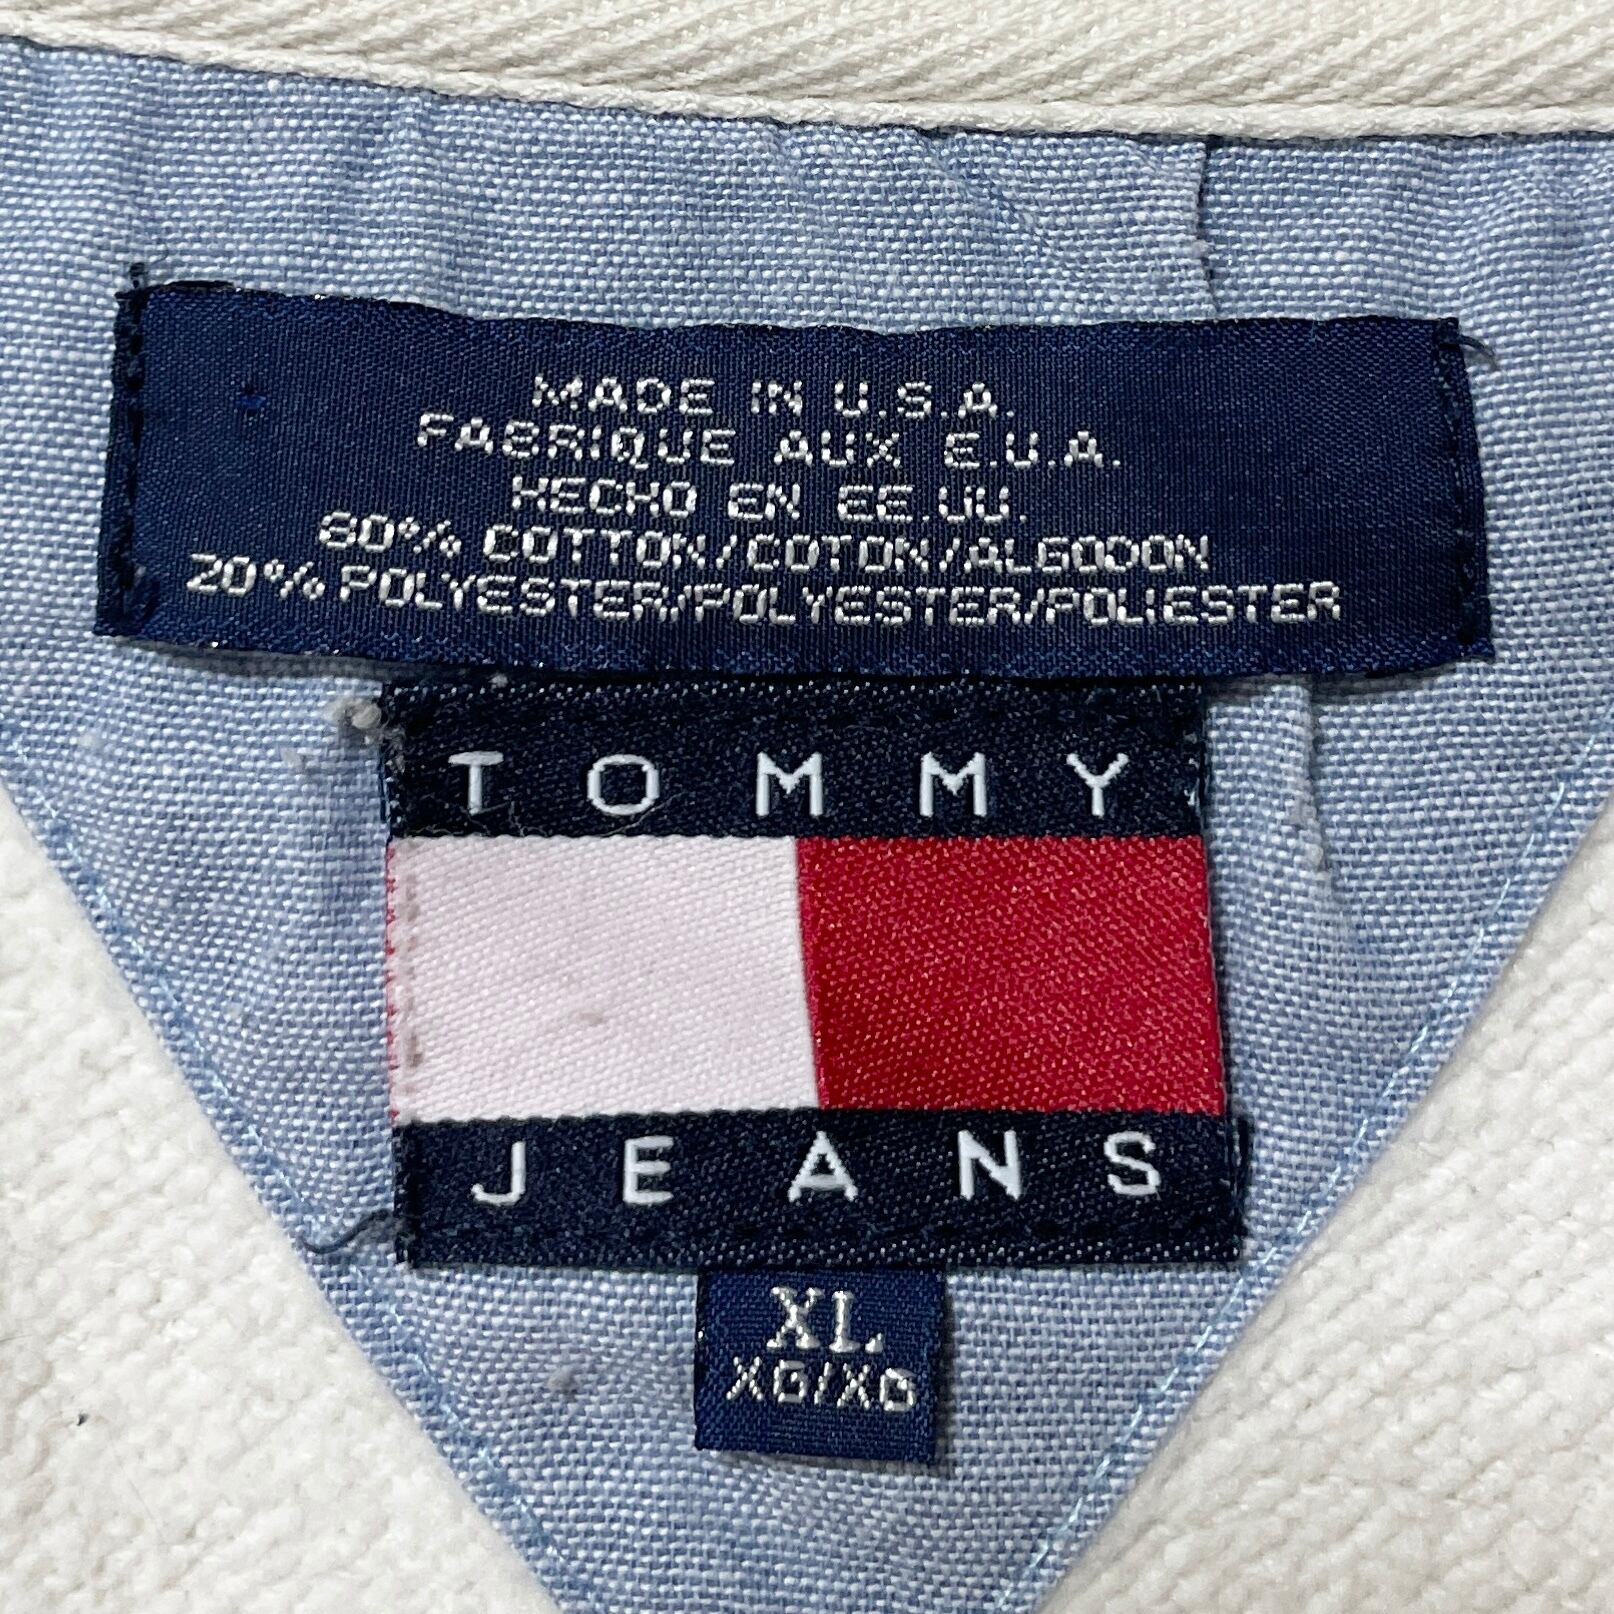 MADE IN U.S.A.
FABRIQUE AUX E.U.A.
HECHO EN EE.UU.
80% COTTON/COTON/ALGODON
20% POLYESTER/POLYESTER/POLIESTER
TOMMY
JEANS
XL
XG/XG